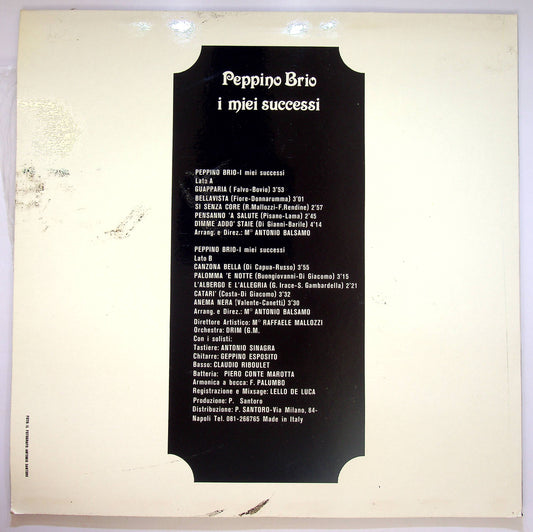 Peppino Brio
i miei successi
PEPPINO BRIO-I miei successi
Lato A
GUAPPARIA ( Falvo-Bovio) 3'53
BELLAVISTA (Fiore-Donnarumma) 3'01
SI SENZA CORE (R.Mallozzi-F.Rendine) 2'57
PENSANNO 'A SALUTE (Pisano-Lama) 2'45
DIMME ADDO' STAIE (Di Gianni-Barile) 4'14
Arrang. e Direz.: M° ANTONIO BALSAMO
PEPPINO BRIO-I miei successi
Lato B
CANZONA BELLA (Di Capua-Russo) 3'55
PALOMMA 'E NOTTE (Buongiovanni-Di Giacomo) 3'15
L'ALBERGO E L'ALLEGRIA (G. Irace-S. Gambardella) 2'21
CATARI' (Costa-Di Giacomo) 3'32
ANEMA NERA (Valente-Canetti) 3'30
Arrang. e Direz.: M° ANTONIO BALSAMO
Direttore Artistico: M° RAFFAELE MALLOZZI
Orchestra: DRIM (G.M.
Con i solisti:
Tastiere: ANTONIO SINAGRA
Chitarre: GEPPINO ESPOSITO
Basso: CLAUDIO RIBOULET
Batteria: PIERO CONTE MAROTTA
Armonica a bocca: F. PALUMBO
Registrazione e Mixsage: LELLO DE LUCA
Produzione: P. Santoro
Distribuzione: P. SANTORO-Via Milano, 84-
Napoli Tel. 081-266765 Made in Italy